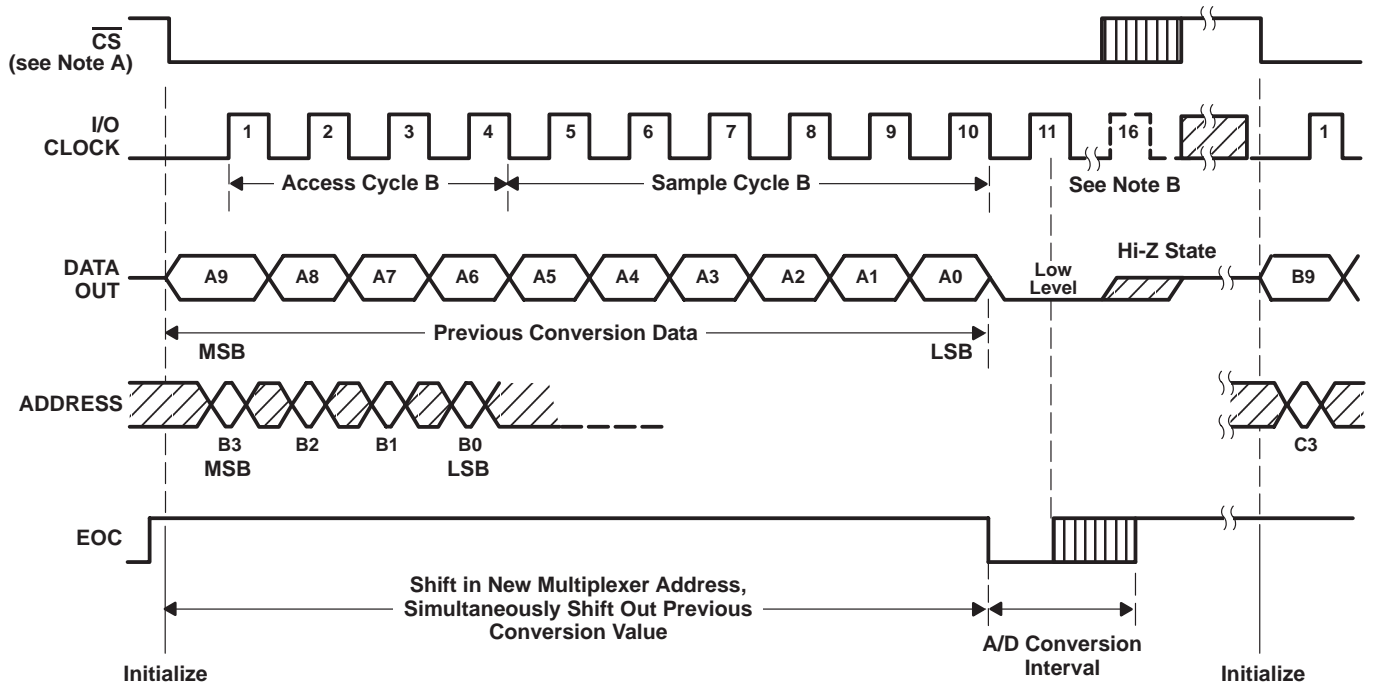 CS
(see Note A)
I/O
CLOCK
1 2 3 4 5 6 7 8 9 10 11 16 1
Access Cycle B
Sample Cycle B
See Note B
DATA
OUT
A9 A8 A7 A6 A5 A4 A3 A2 A1 A0
Low
Level
Hi-Z State
B9
Previous Conversion Data
MSB
LSB
ADDRESS
B3 B2 B1 B0
MSB
LSB
C3
EOC
Shift in New Multiplexer Address,
Simultaneously Shift Out Previous
Conversion Value
A/D Conversion
Interval
Initialize
Initialize